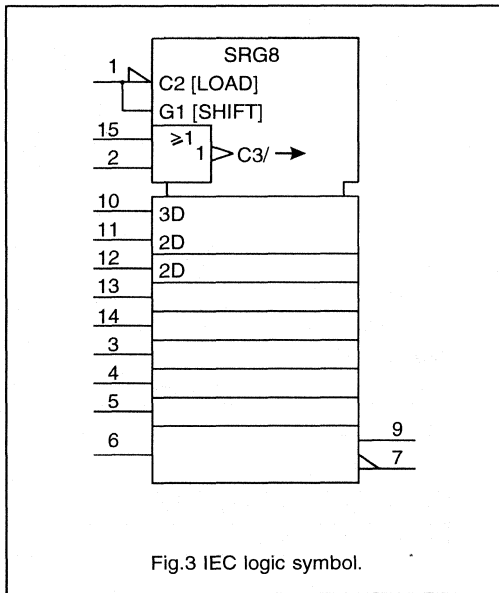 SRG8
1
C2 [LOAD]
G1 [SHIFT]
15
≥1
1
C3/
2
10
3D
11
2D
12
2D
13
14
3
4
5
6
9
7
Fig.3 IEC logic symbol.